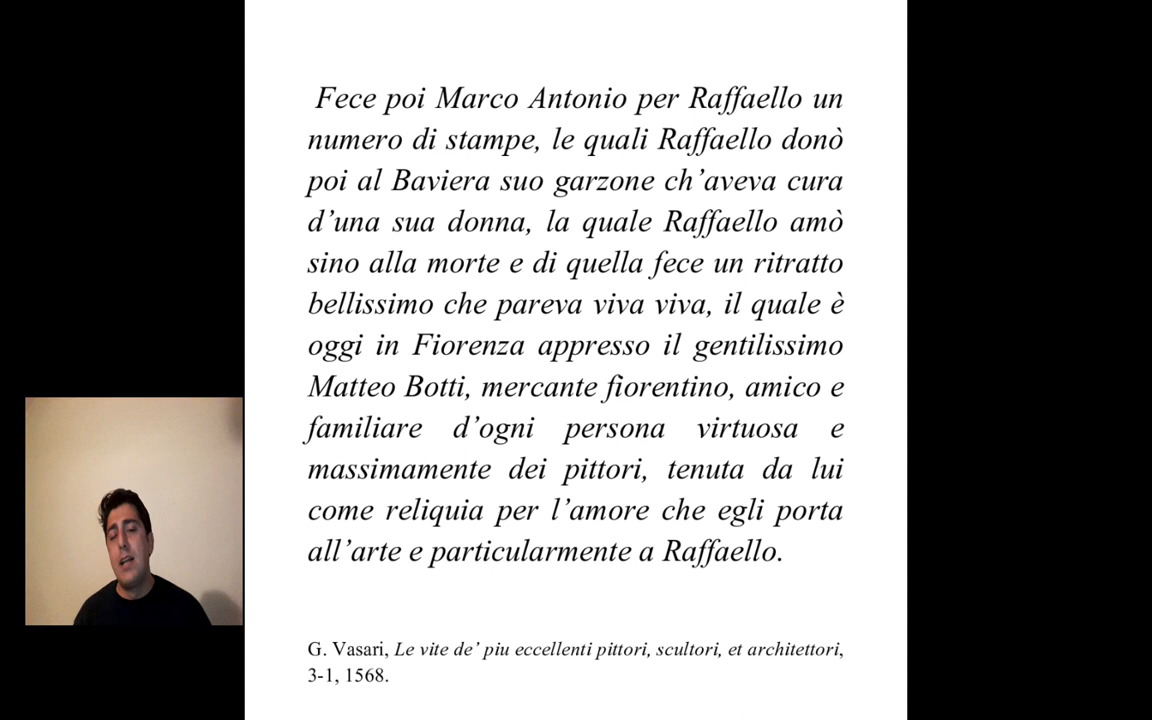 Fece poi Marco Antonio per Raffaello un
numero di stampe, le quali Raffaello donò
poi al Baviera suo garzone ch’aveva cura
d’una sua donna, la quale Raffaello amò
sino alla morte e di quella fece un ritratto
bellissimo che pareva viva viva, il quale è
oggi in Fiorenza appresso il gentilissimo
Matteo Botti, mercante fiorentino, amico e
familiare d’ogni persona virtuosa e
massimamente dei pittori, tenuta da lui
come reliquia per l’amore che egli porta
all’arte e particularmente a Raffaello.
G. Vasari, Le vite de’ piu eccellenti pittori, scultori, et architettori,
3-1, 1568.